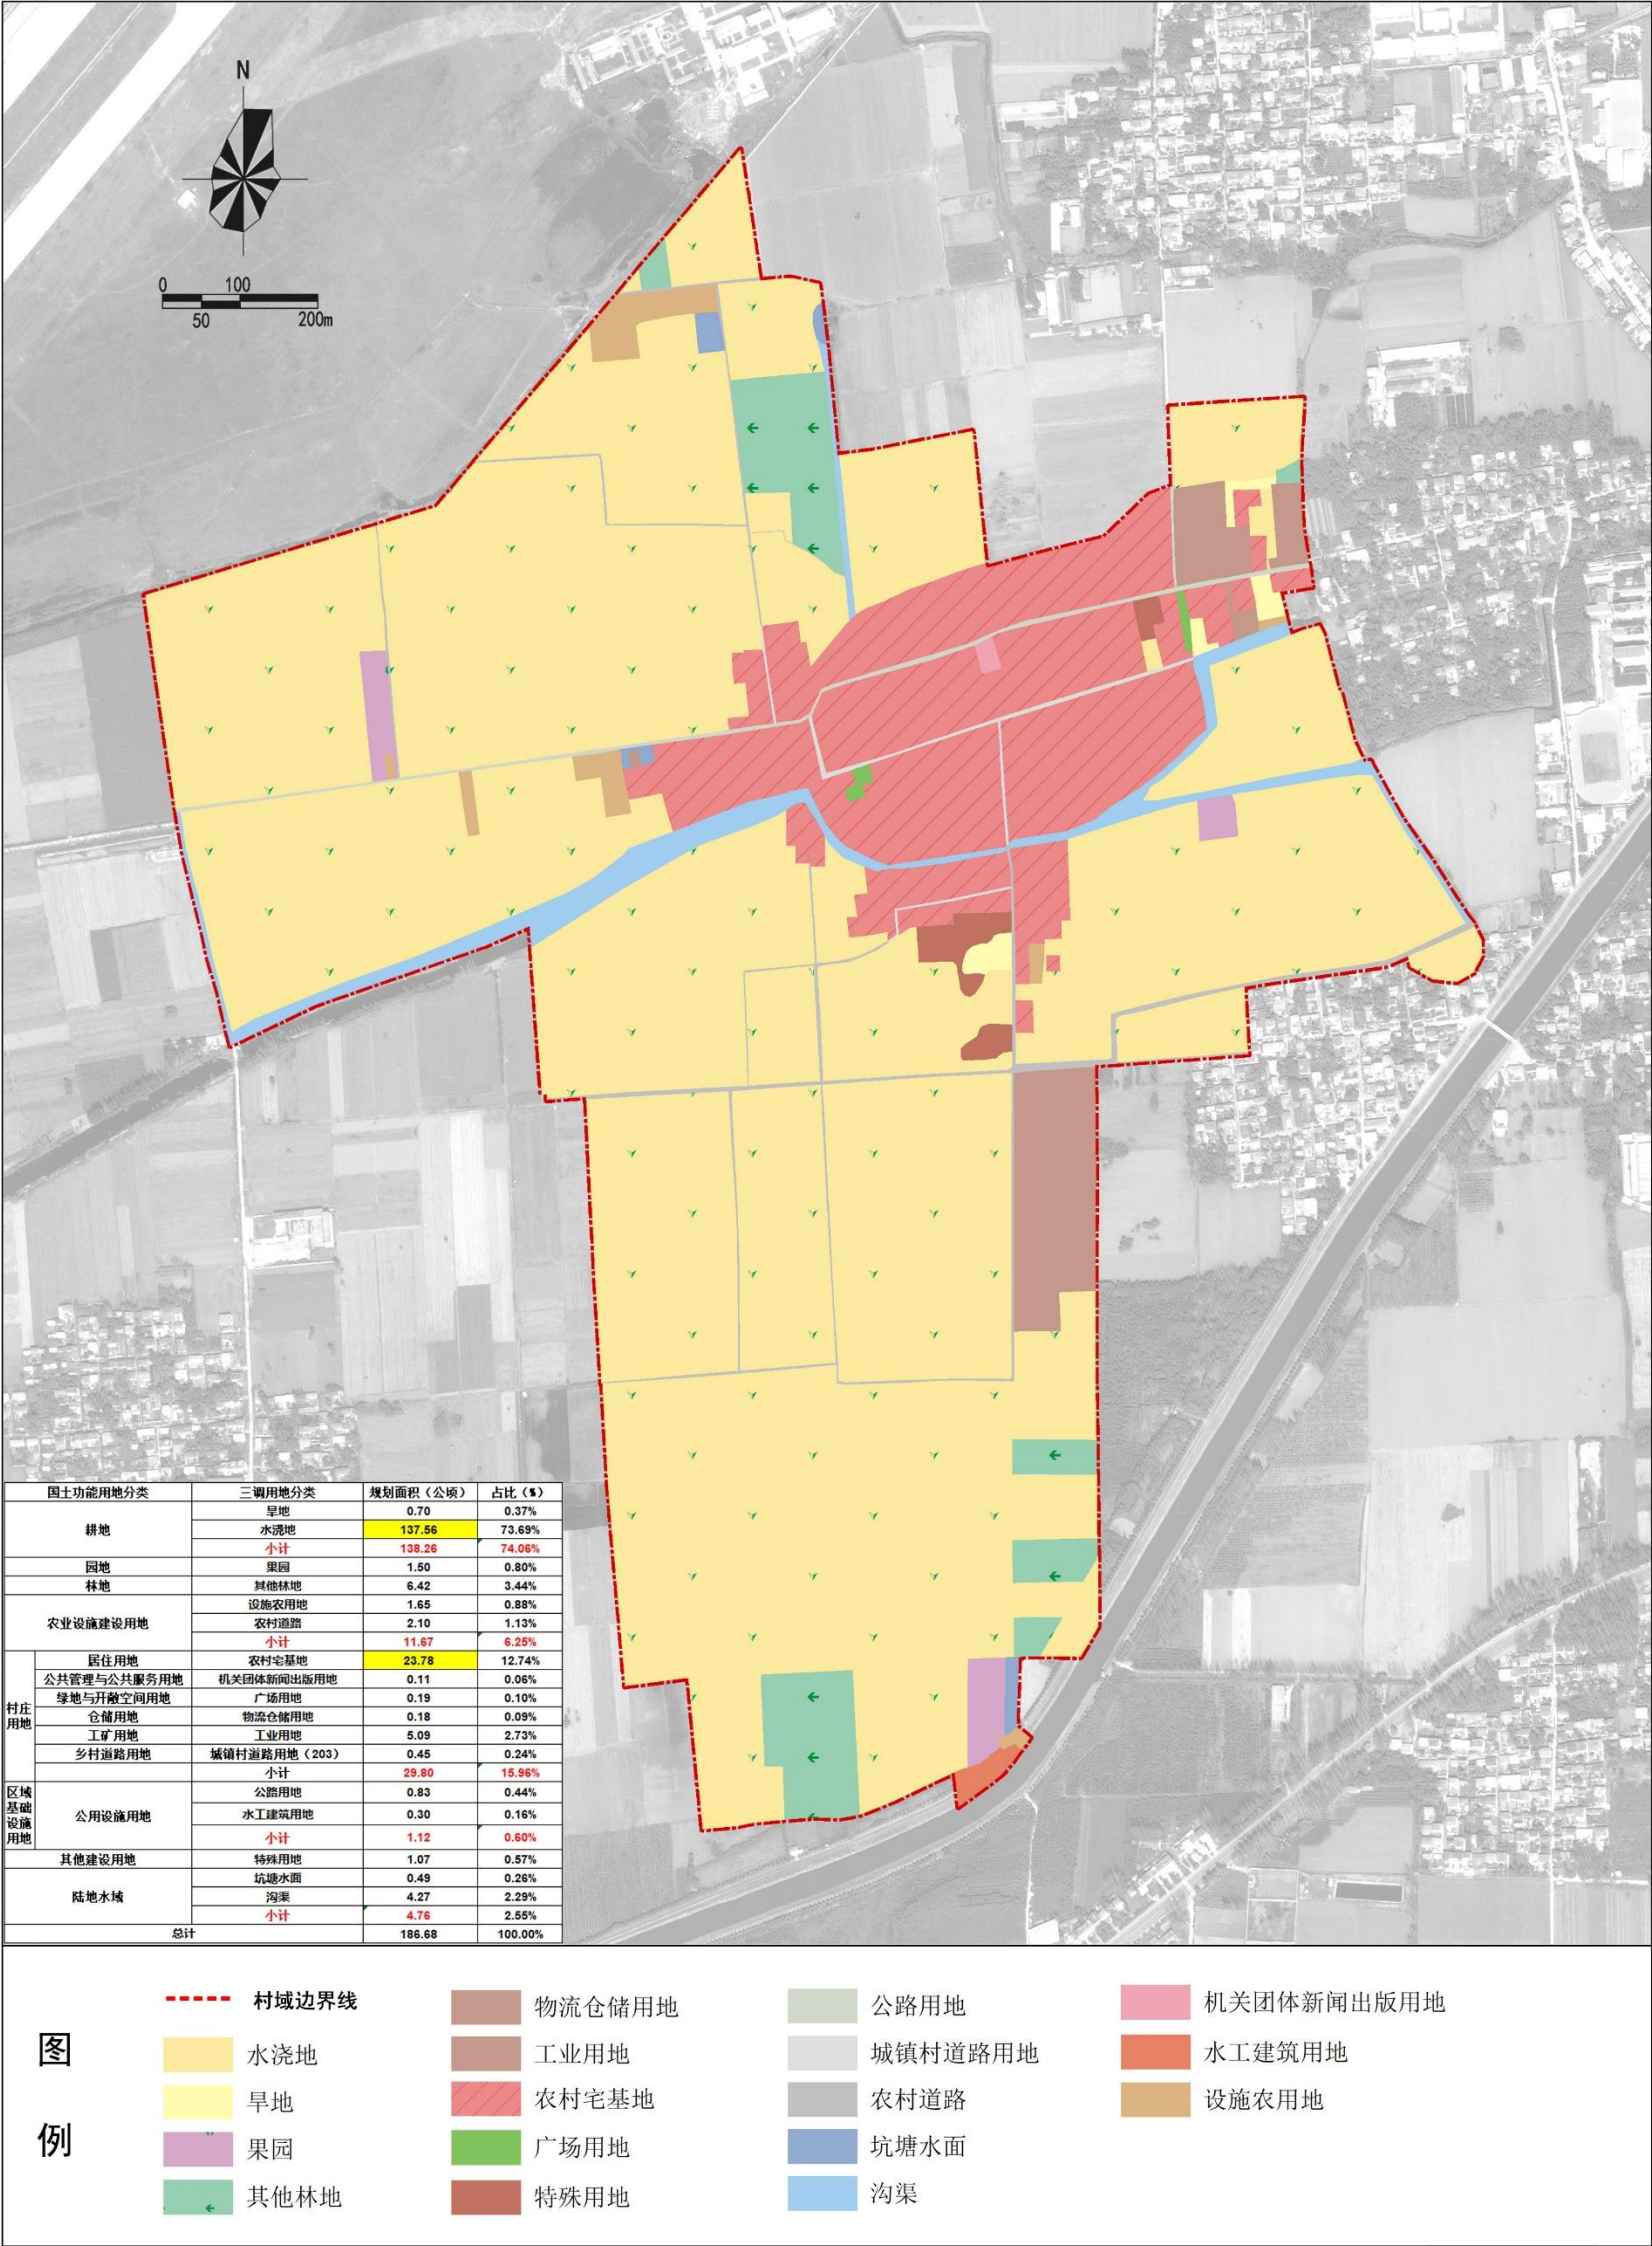 N
0 100
50 200m
国土功能用地分类 三调用地分类 规划面积（公顷） 占比（%）
耕地 旱地 0.70 0.37%
水浇地 137.56 73.69%
小计 138.26 74.06%
园地 果园 1.50 0.80%
林地 其他林地 6.42 3.44%
农业设施建设用地 设施农用地 1.65 0.88%
农村道路 2.10 1.13%
小计 11.67 6.25%
村庄用地 居住用地 农村宅基地 23.78 12.74%
公共管理与公共服务用地 机关团体新闻出版用地 0.11 0.06%
绿地与开敞空间用地 广场用地 0.19 0.10%
仓储用地 物流仓储用地 0.18 0.09%
工矿用地 工业用地 5.09 2.73%
乡村道路用地 城镇村道路用地（203） 0.45 0.24%
小计 29.80 15.96%
区域基础设施用地 公用设施用地 公路用地 0.83 0.44%
水工建筑用地 0.30 0.16%
小计 1.12 0.60%
其他建设用地 特殊用地 1.07 0.57%
陆地水域 坑塘水面 0.49 0.26%
沟渠 4.27 2.29%
小计 4.76 2.55%
总计 186.68 100.00%
图例
村域边界线
水浇地
旱地
果园
其他林地
物流仓储用地
工业用地
农村宅基地
广场用地
特殊用地
公路用地
城镇村道路用地
农村道路
坑塘水面
沟渠
机关团体新闻出版用地
水工建筑用地
设施农用地